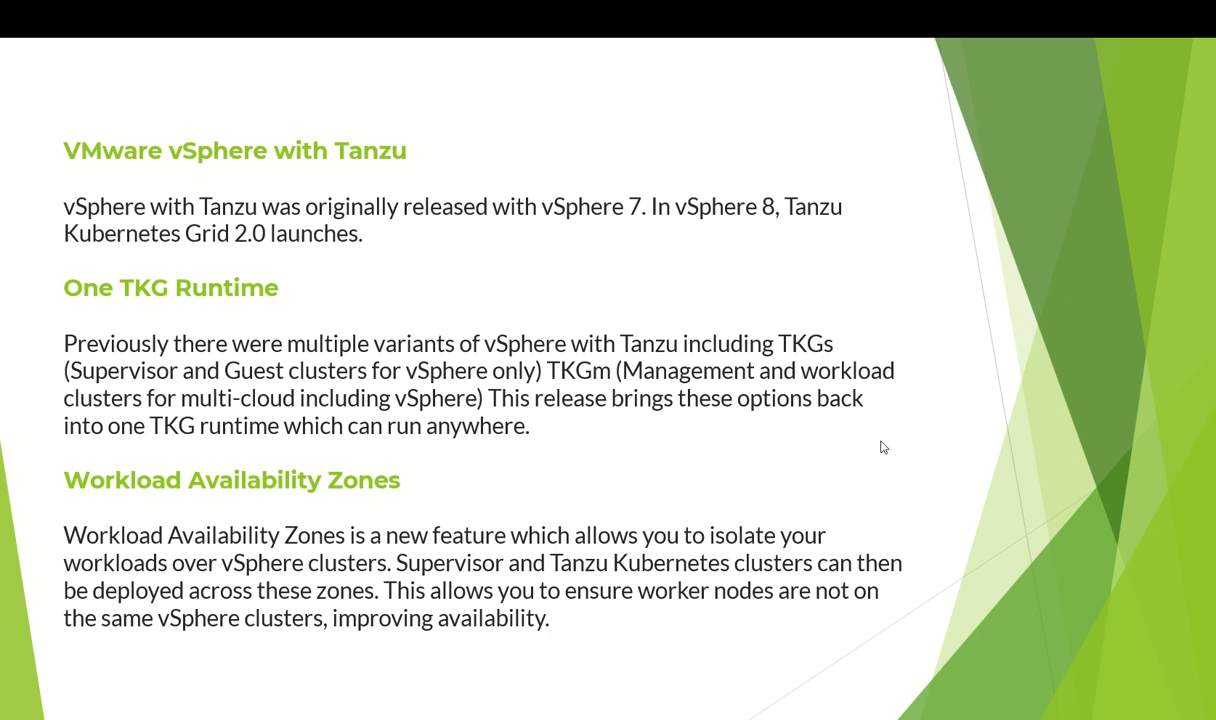 VMware vSphere with Tanzu
vSphere with Tanzu was originally released with vSphere 7. In vSphere 8, Tanzu
Kubernetes Grid 2.0 launches.
One TKG Runtime
Previously there were multiple variants of vSphere with Tanzu including TKGs
(Supervisor and Guest clusters for vSphere only) TKGm (Management and workload
clusters for multi-cloud including vSphere) This release brings these options back
into one TKG runtime which can run anywhere.
Workload Availability Zones
Workload Availability Zones is a new feature which allows you to isolate your
workloads over vSphere clusters. Supervisor and Tanzu Kubernetes clusters can then
be deployed across these zones. This allows you to ensure worker nodes are not on
the same vSphere clusters, improving availability.